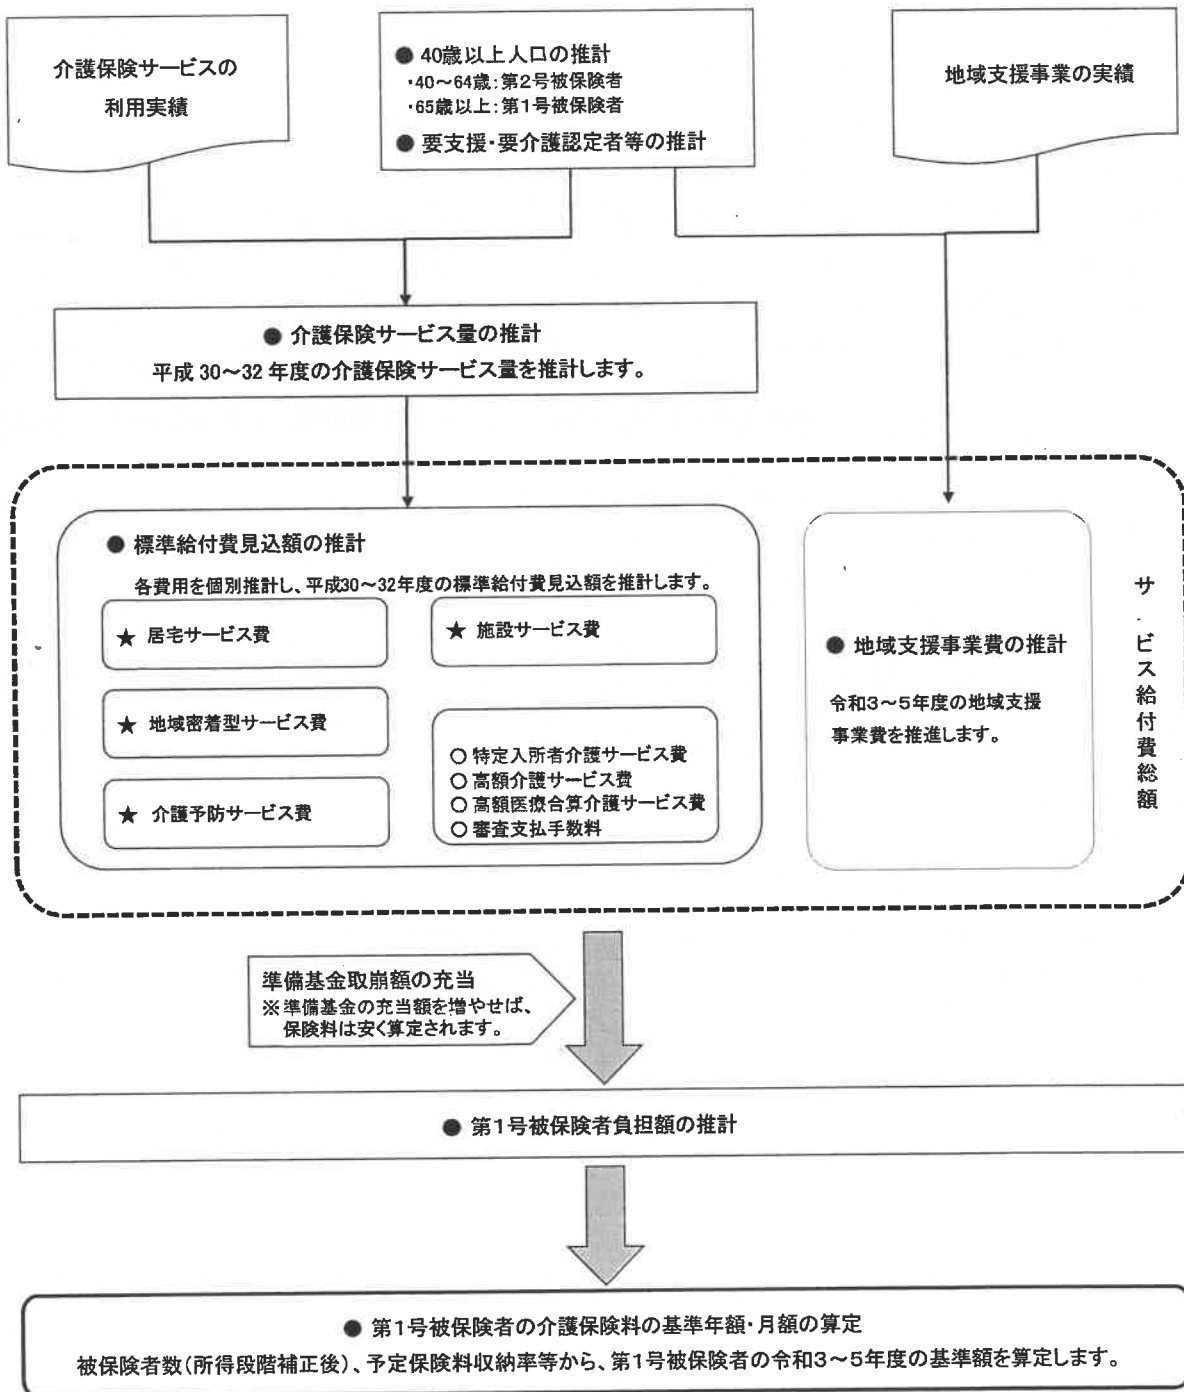 介護保険サービスの
利用実績
● 40歳以上人口の推計
・40～64歳：第2号被保険者
・65歳以上：第1号被保険者
● 要支援・要介護認定者等の推計
地域支援事業の実績
● 介護保険サービス量の推計
平成 30～32 年度の介護保険サービス量を推計します。
● 標準給付費見込額の推計
各費用を個別推計し、平成30～32年度の標準給付費見込額を推計します。
★ 居宅サービス費
★ 施設サービス費
★ 地域密着型サービス費
★ 介護予防サービス費
○ 特定入所者介護サービス費
○ 高額介護サービス費
○ 高額医療合算介護サービス費
○ 審査支払手数料
● 地域支援事業費の推計
令和3～5年度の地域支援
事業費を推進します。
サービス給付費総額
準備基金取崩額の充当
※準備基金の充当額を増やせば、
保険料は安く算定されます。
● 第1号被保険者負担額の推計
● 第1号被保険者の介護保険料の基準年額・月額の算定
被保険者数(所得段階補正後)、予定保険料収納率等から、第1号被保険者の令和3～5年度の基準額を算定します。